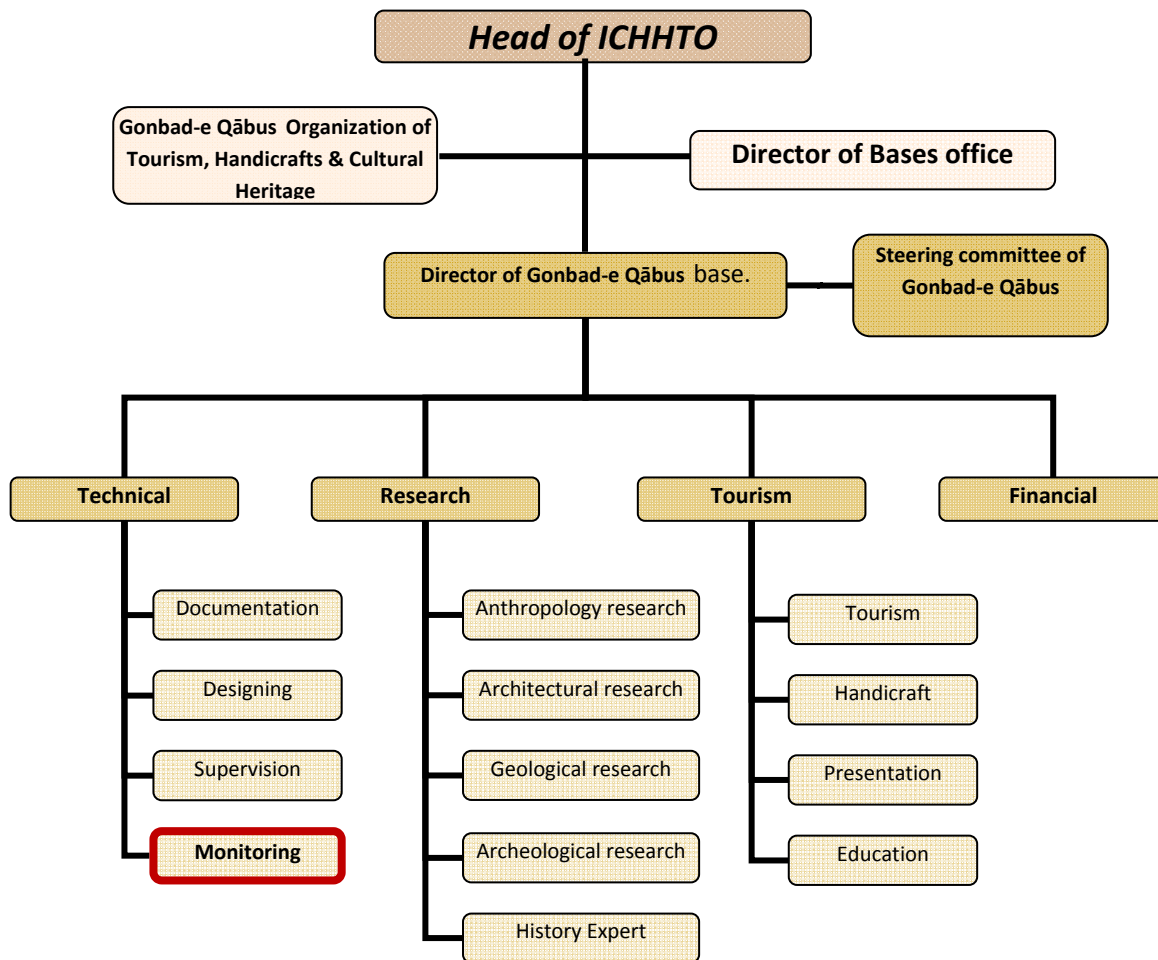 Head of ICHHTO
Gonbad-e Qābus Organization of
Tourism, Handicrafts & Cultural
Heritage
Director of Bases office
Director of Gonbad-e Qābus base.
Steering committee of
Gonbad-e Qābus
Technical
Research
Tourism
Financial
Documentation
Designing
Supervision
Monitoring
Anthropology research
Architectural research
Geological research
Archeological research
History Expert
Tourism
Handicraft
Presentation
Education